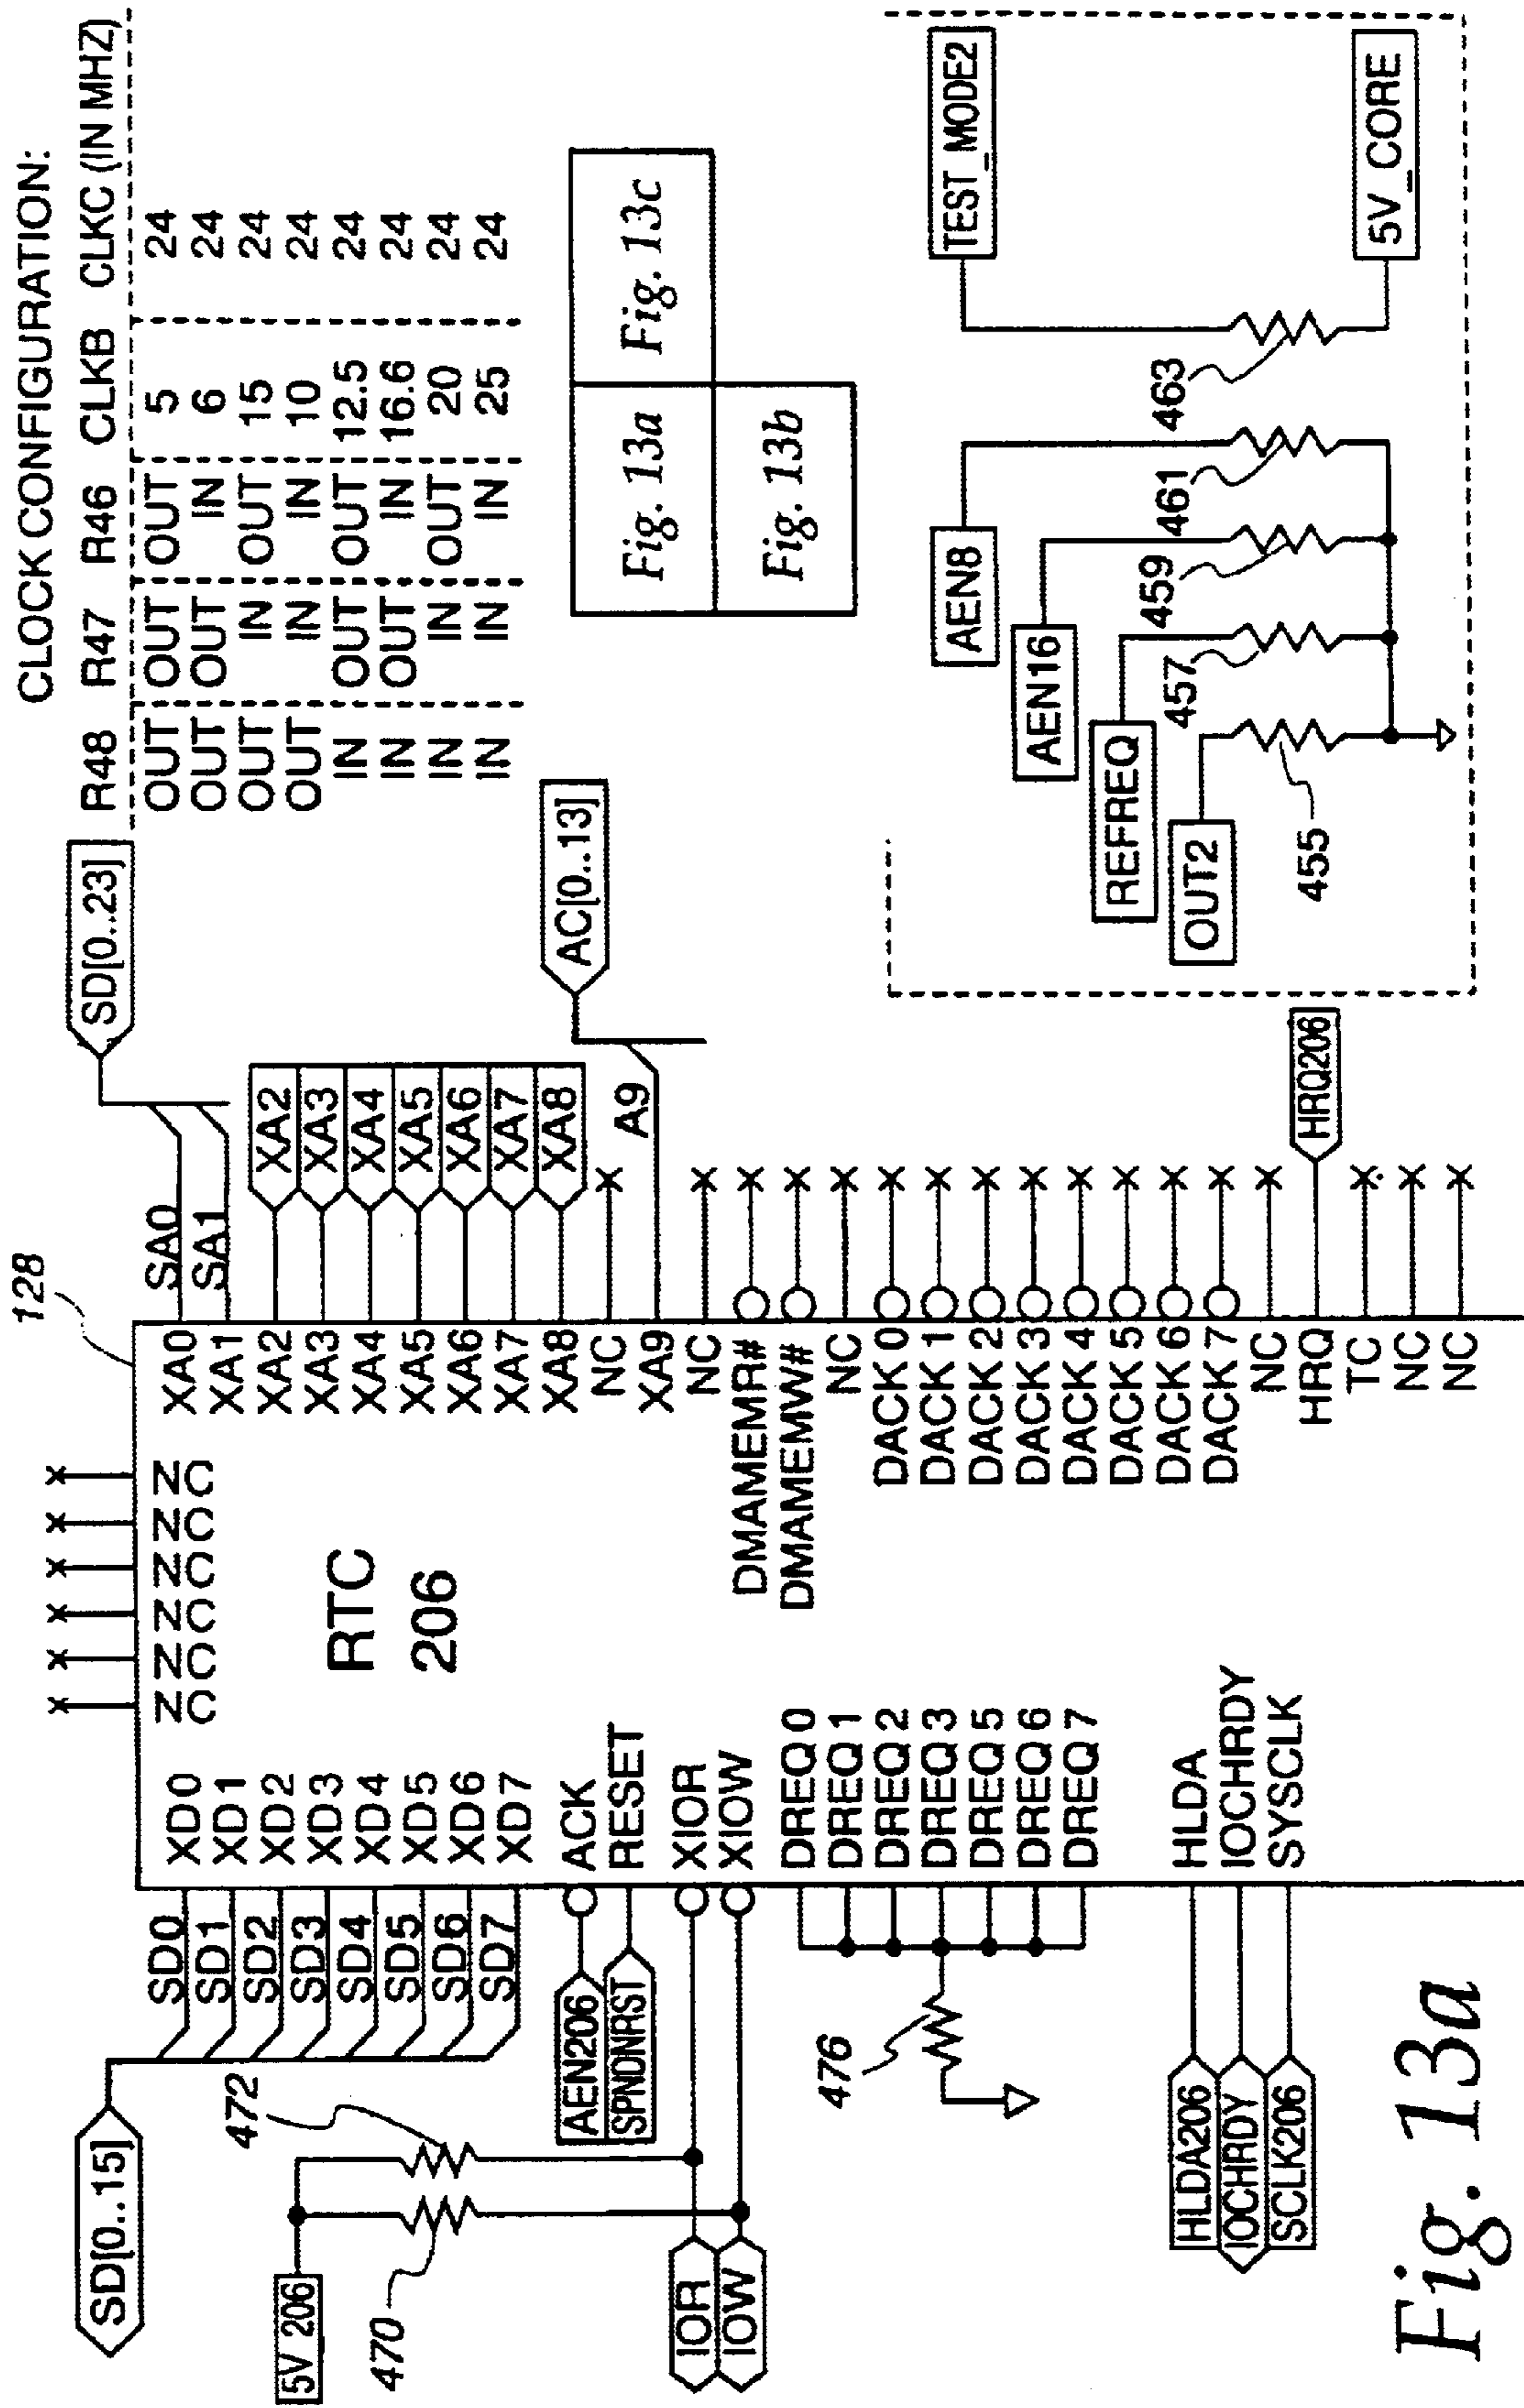 CLOCK CONFIGURATION:
R48 R47 R46 CLKB CLKC (IN MHZ)
OUT OUT OUT 5 24
OUT OUT IN 6 24
OUT IN OUT 15 24
OUT IN IN 10 24
IN OUT OUT 12.5 24
IN OUT IN 16.6 24
IN IN OUT 20 24
IN IN IN 25 24
Fig. 13a Fig. 13c
Fig. 13b
128
RTC
206
NC NC NC NC NC NC
SD[0..15]
SD0 XD0
SD1 XD1
SD2 XD2
SD3 XD3
SD4 XD4
SD5 XD5
SD6 XD6
SD7 XD7
472
470
5V_206
AEN206 ACK
SPNDNRST RESET
IOR XIOR
IOW XIOW
DREQ 0
DREQ 1
DREQ 2
DREQ 3
DREQ 5
DREQ 6
DREQ 7
476
HLDA206 HLDA
IOCHRDY IOCHRDY
SCLK206 SYSCLK
SD[0..23]
XA0 SA0
XA1 SA1
XA2 XA2
XA3 XA3
XA4 XA4
XA5 XA5
XA6 XA6
XA7 XA7
XA8 XA8
NC
XA9 A9
AC[0..13]
NC
DMAMEMR#
DMAMEMW#
NC
DACK 0
DACK 1
DACK 2
DACK 3
DACK 4
DACK 5
DACK 6
DACK 7
NC
HRQ HRQ206
TC
NC
NC
TEST_MODE2
AEN8
AEN16
REFREQ
OUT2
455
457
459
461
463
5V_CORE
Fig. 13a